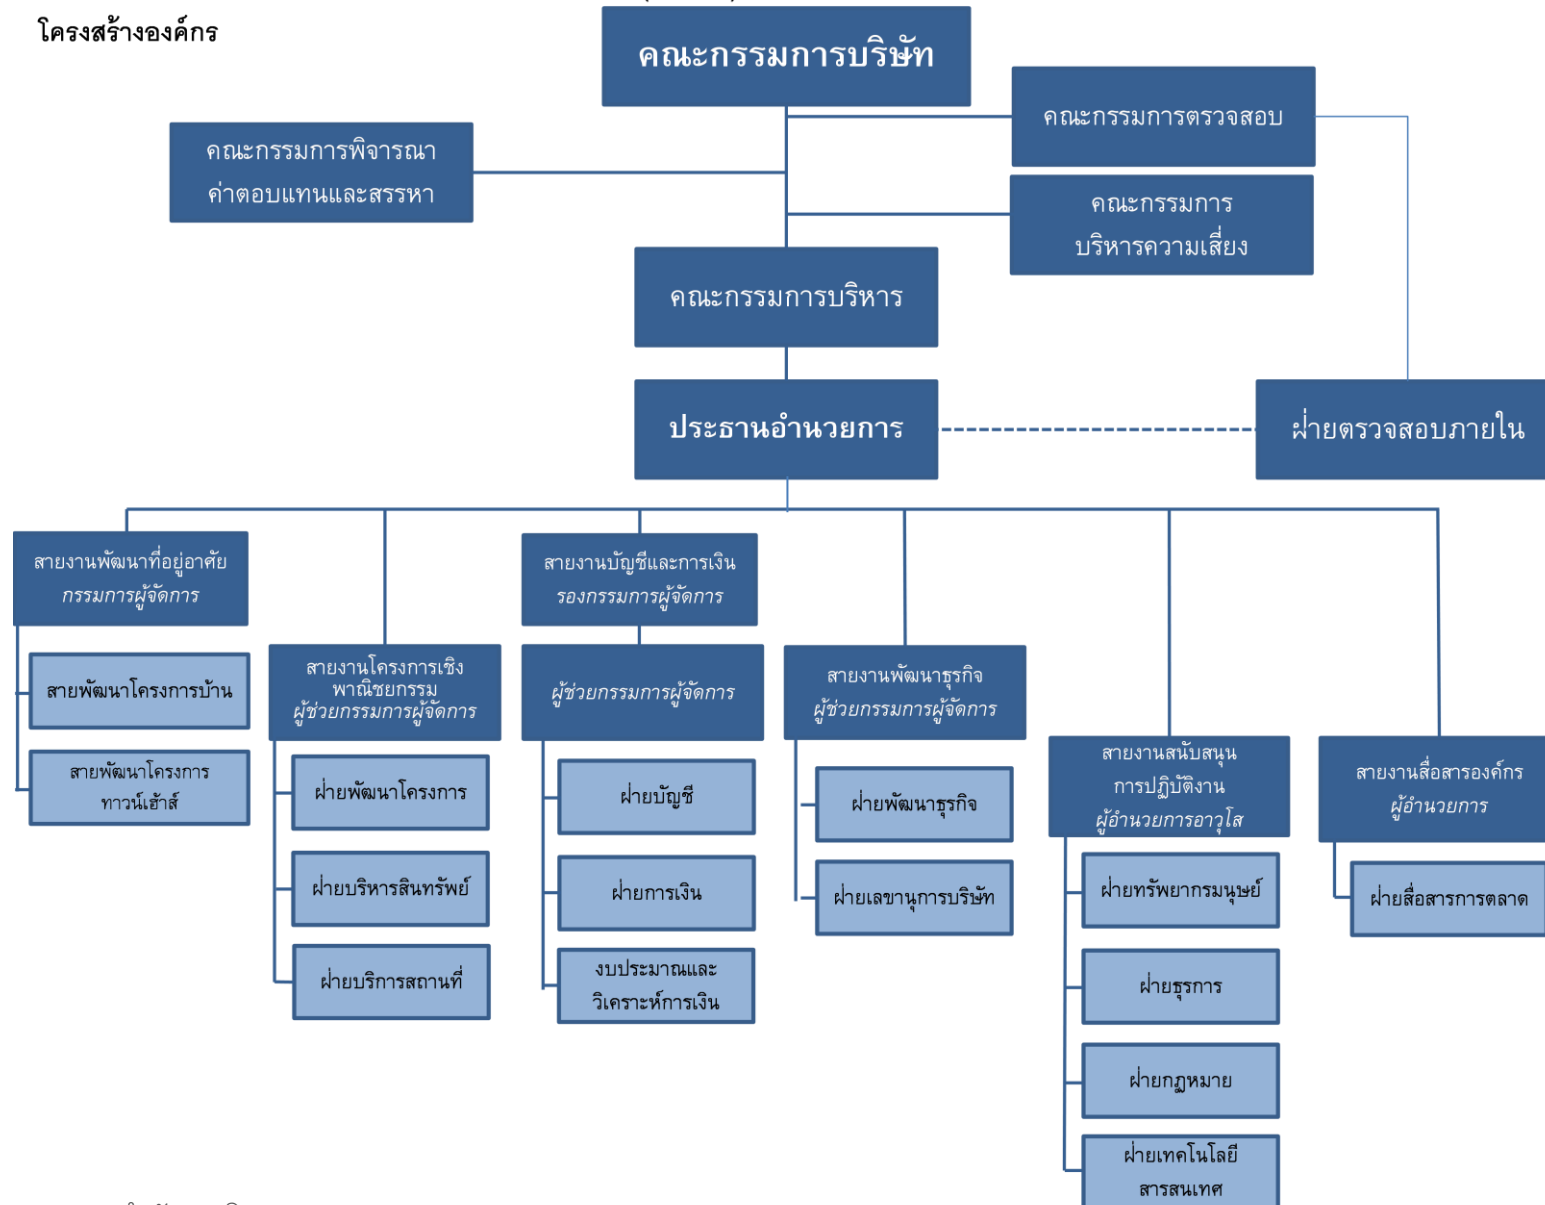 โครงสร้างองค์กร
คณะกรรมการบริษัท
คณะกรรมการตรวจสอบ
คณะกรรมการพิจารณา
ค่าตอบแทนและสรรหา
คณะกรรมการ
บริหารความเสี่ยง
คณะกรรมการบริหาร
ประธานอำนวยการ
ฝ่ายตรวจสอบภายใน
สายงานพัฒนาที่อยู่อาศัย
กรรมการผู้จัดการ
สายพัฒนาโครงการบ้าน
สายพัฒนาโครงการ
ทาวน์เฮ้าส์
สายงานโครงการเชิง
พาณิชยกรรม
ผู้ช่วยกรรมการผู้จัดการ
ฝ่ายพัฒนาโครงการ
ฝ่ายบริหารสินทรัพย์
ฝ่ายบริการสถานที่
สายงานบัญชีและการเงิน
รองกรรมการผู้จัดการ
ผู้ช่วยกรรมการผู้จัดการ
ฝ่ายบัญชี
ฝ่ายการเงิน
งบประมาณและ
วิเคราะห์การเงิน
สายงานพัฒนาธุรกิจ
ผู้ช่วยกรรมการผู้จัดการ
ฝ่ายพัฒนาธุรกิจ
ฝ่ายเลขานุการบริษัท
สายงานสนับสนุน
การปฏิบัติงาน
ผู้อำนวยการอาวุโส
ฝ่ายทรัพยากรมนุษย์
ฝ่ายธุรการ
ฝ่ายกฎหมาย
ฝ่ายเทคโนโลยี
สารสนเทศ
สายงานสื่อสารองค์กร
ผู้อำนวยการ
ฝ่ายสื่อสารการตลาด